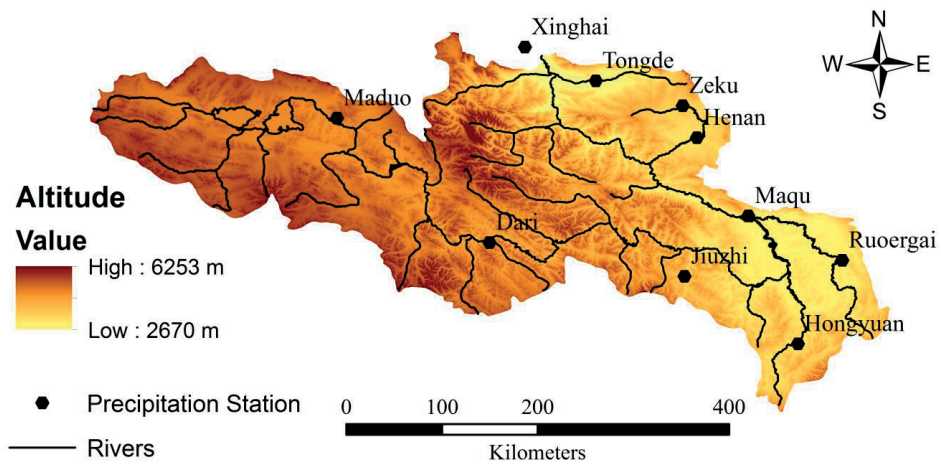 Xinghai
N
Tongde
W E
Zeku
Maduo
S
Henan
Altitude
Maqu
Value
Dari
Ruoergai
High : 6253 m
Jiuzhi
Low : 2670 m
Hongyuan
Precipitation Station
0 100 200 400
Rivers
Kilometers